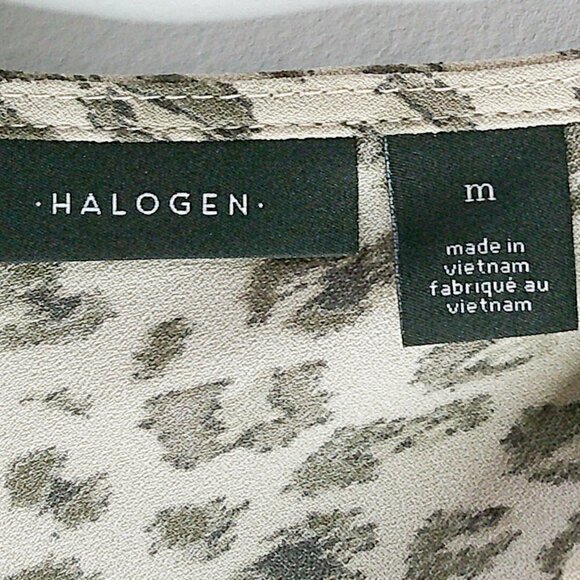 ·HALOGEN·
m
made in
vietnam
fabriqué au
vietnam